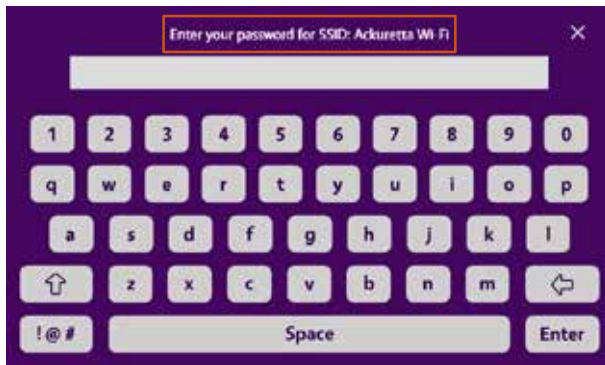 Enter your password for SSID: Ackuretta Wi-Fi ×
1 2 3 4 5 6 7 8 9 0
q w e r t y u i o p
a s d f g h j k l
z x c v b n m
!@# Space Enter